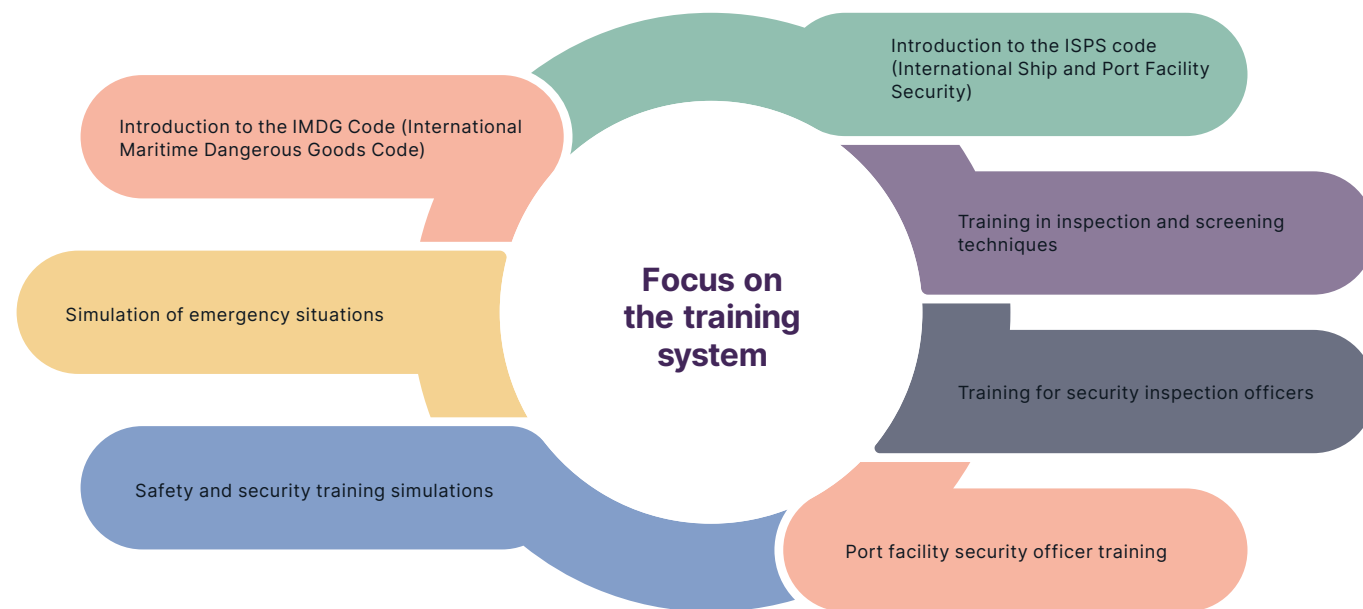 Introduction to the ISPS code
(International Ship and Port Facility
Security)
Introduction to the IMDG Code (International
Maritime Dangerous Goods Code)
Training in inspection and screening
techniques
Focus on
the training
system
Simulation of emergency situations
Training for security inspection officers
Safety and security training simulations
Port facility security officer training